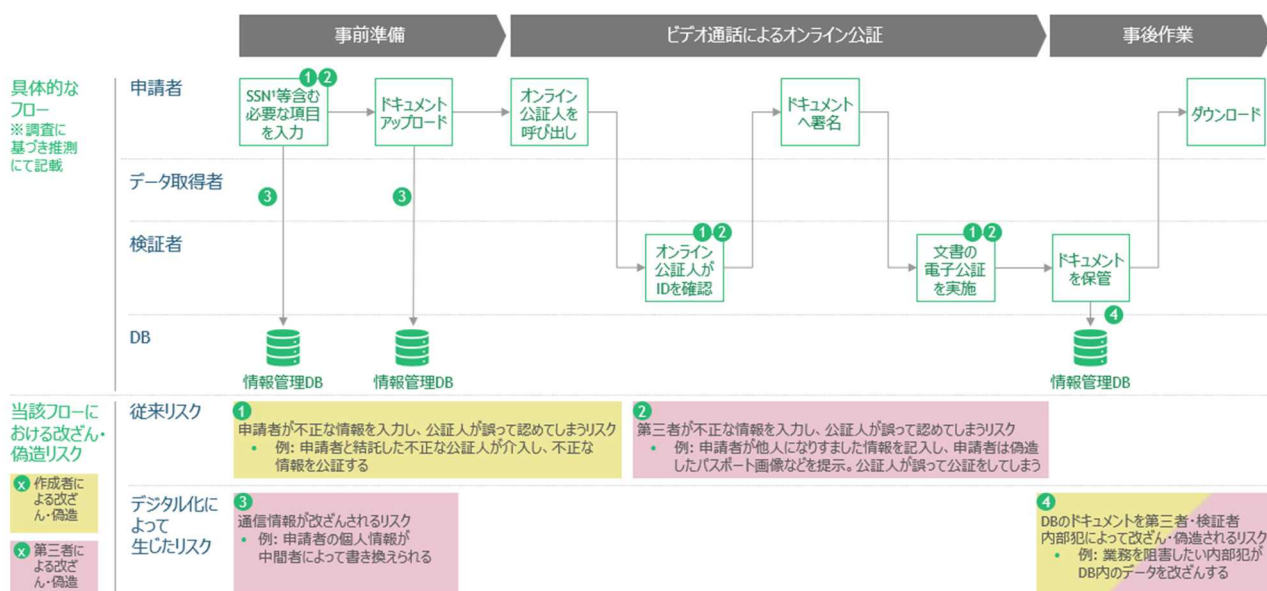 事前準備
ビデオ通話によるオンライン公証
事後作業
具体的な
フロー
※調査に
基づき推測
にて記載
申請者
1 2
SSN¹等含む
必要な項目
を入力
ドキュメント
アップロード
オンライン
公証人を
呼び出し
ドキュメント
へ署名
ダウンロード
データ取得者
3
3
検証者
1 2
オンライン
公証人が
IDを確認
1 2
文書の
電子公証
を実施
ドキュメント
を保管
4
DB
情報管理DB
情報管理DB
情報管理DB
当該フローに
おける改ざん・
偽造リスク
x 作成者に
よる改ざ
ん・偽造
x 第三者に
よる改ざ
ん・偽造
従来リスク
1
申請者が不正な情報を入力し、公証人が誤って認めてしまうリスク
• 例: 申請者と結託した不正な公証人が介入し、不正な
情報を公証する
2
第三者が不正な情報を入力し、公証人が誤って認めてしまうリスク
• 例: 申請者が他人になりすました情報を記入し、申請者は偽造
したパスポート画像などを提示。公証人が誤って公証をしてしまう
デジタル化に
よって
生じたリスク
3
通信情報が改ざんされるリスク
• 例: 申請者の個人情報が
中間者によって書き換えられる
4
DBのドキュメントを第三者・検証者
内部犯によって改ざん・偽造されるリスク
• 例: 業務を阻害したい内部犯が
DB内のデータを改ざんする